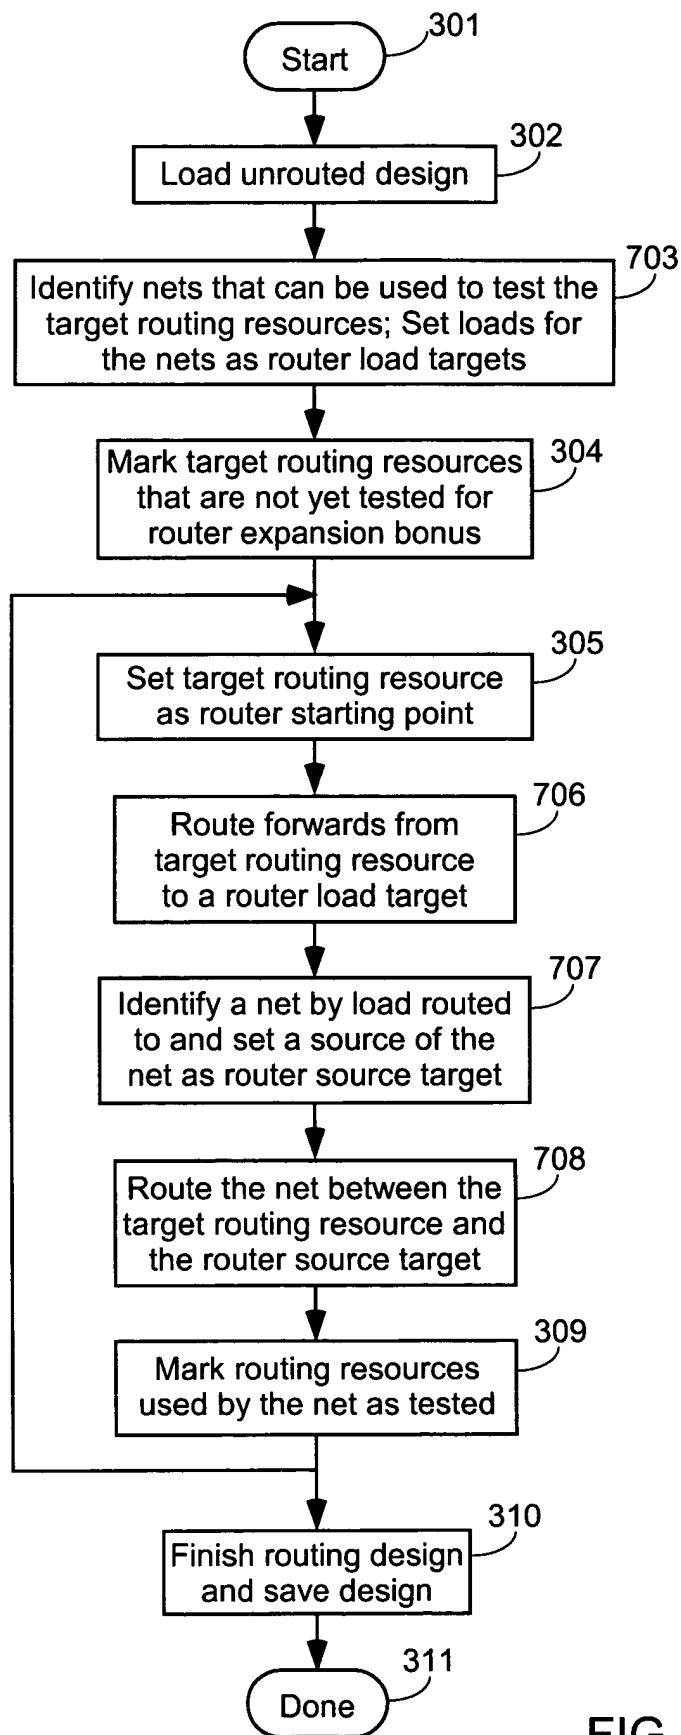 301
Start
302
Load unrouted design
703
Identify nets that can be used to test the
target routing resources; Set loads for
the nets as router load targets
304
Mark target routing resources
that are not yet tested for
router expansion bonus
305
Set target routing resource
as router starting point
706
Route forwards from
target routing resource
to a router load target
707
Identify a net by load routed
to and set a source of the
net as router source target
708
Route the net between the
target routing resource and
the router source target
309
Mark routing resources
used by the net as tested
310
Finish routing design
and save design
311
Done
FIG